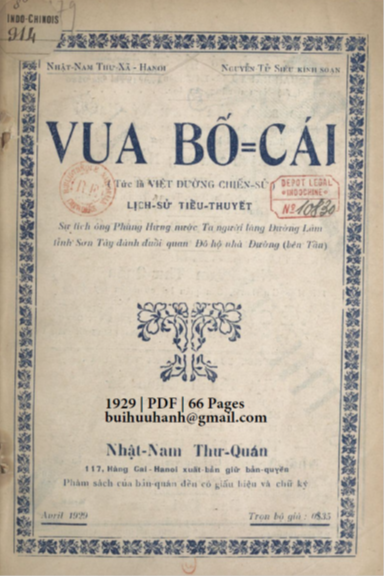 INDO-CHINOIS
914
NHẬT-NAM THƯ-XÃ - HANOI
NGUYỄN TỬ SIÊU KÍNH SOẠN
VUA BỐ=CÁI
(Tức là VIỆT ĐƯỜNG CHIẾN-SỬ)
DEPOT LEGAL
INDOCHINE
Nº 10830
LỊCH-SỬ TIỂU-THUYẾT
Sự tích ông Phùng Hưng nước Ta người làng Đường Lâm
tỉnh Sơn Tây đánh đuổi quan Đô hộ nhà Đường (bên Tàu)
1929 | PDF | 66 Pages
buihuuhanh@gmail.com
Nhật-Nam Thư-Quán
117, Hàng Gai - Hanoi xuất-bản giữ bản-quyền
Phàm sách của bản-quán đều có giấu hiệu và chữ ký
Avril 1929
Trọn bộ giá : 0$35